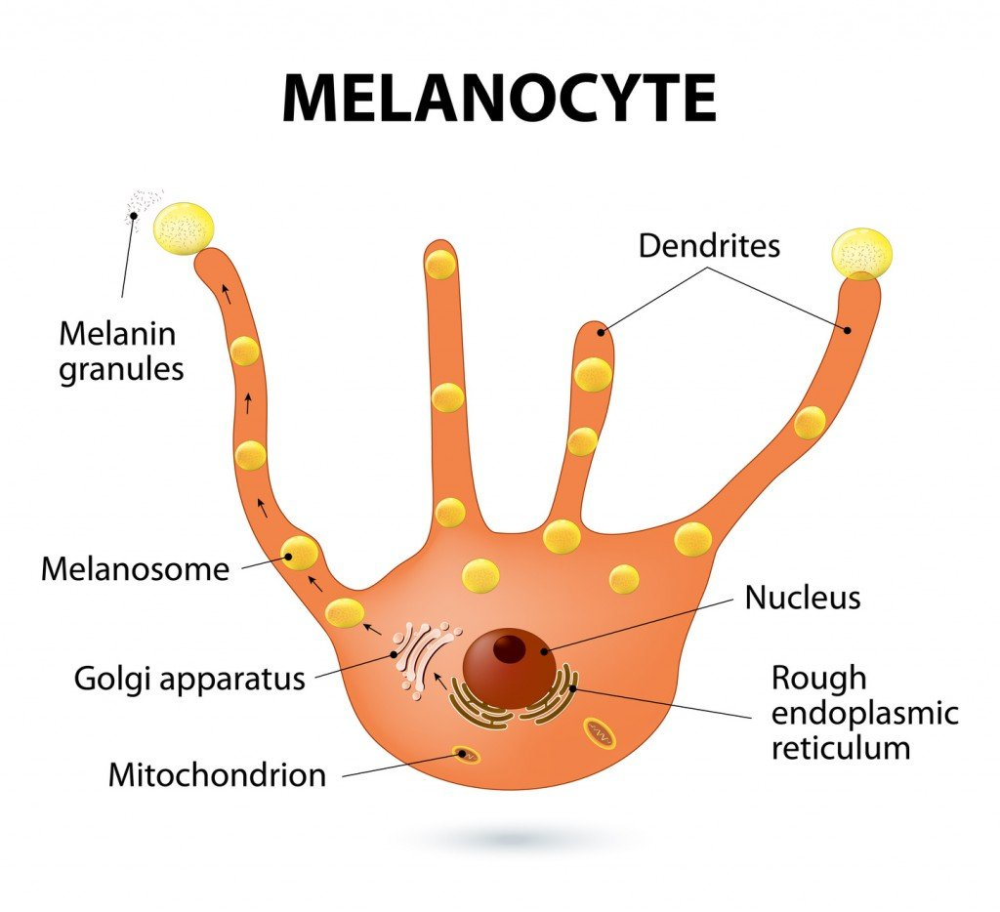 MELANOCYTE
Dendrites
Melanin
granules
Melanosome
Nucleus
Golgi apparatus
Rough
endoplasmic
reticulum
Mitochondrion